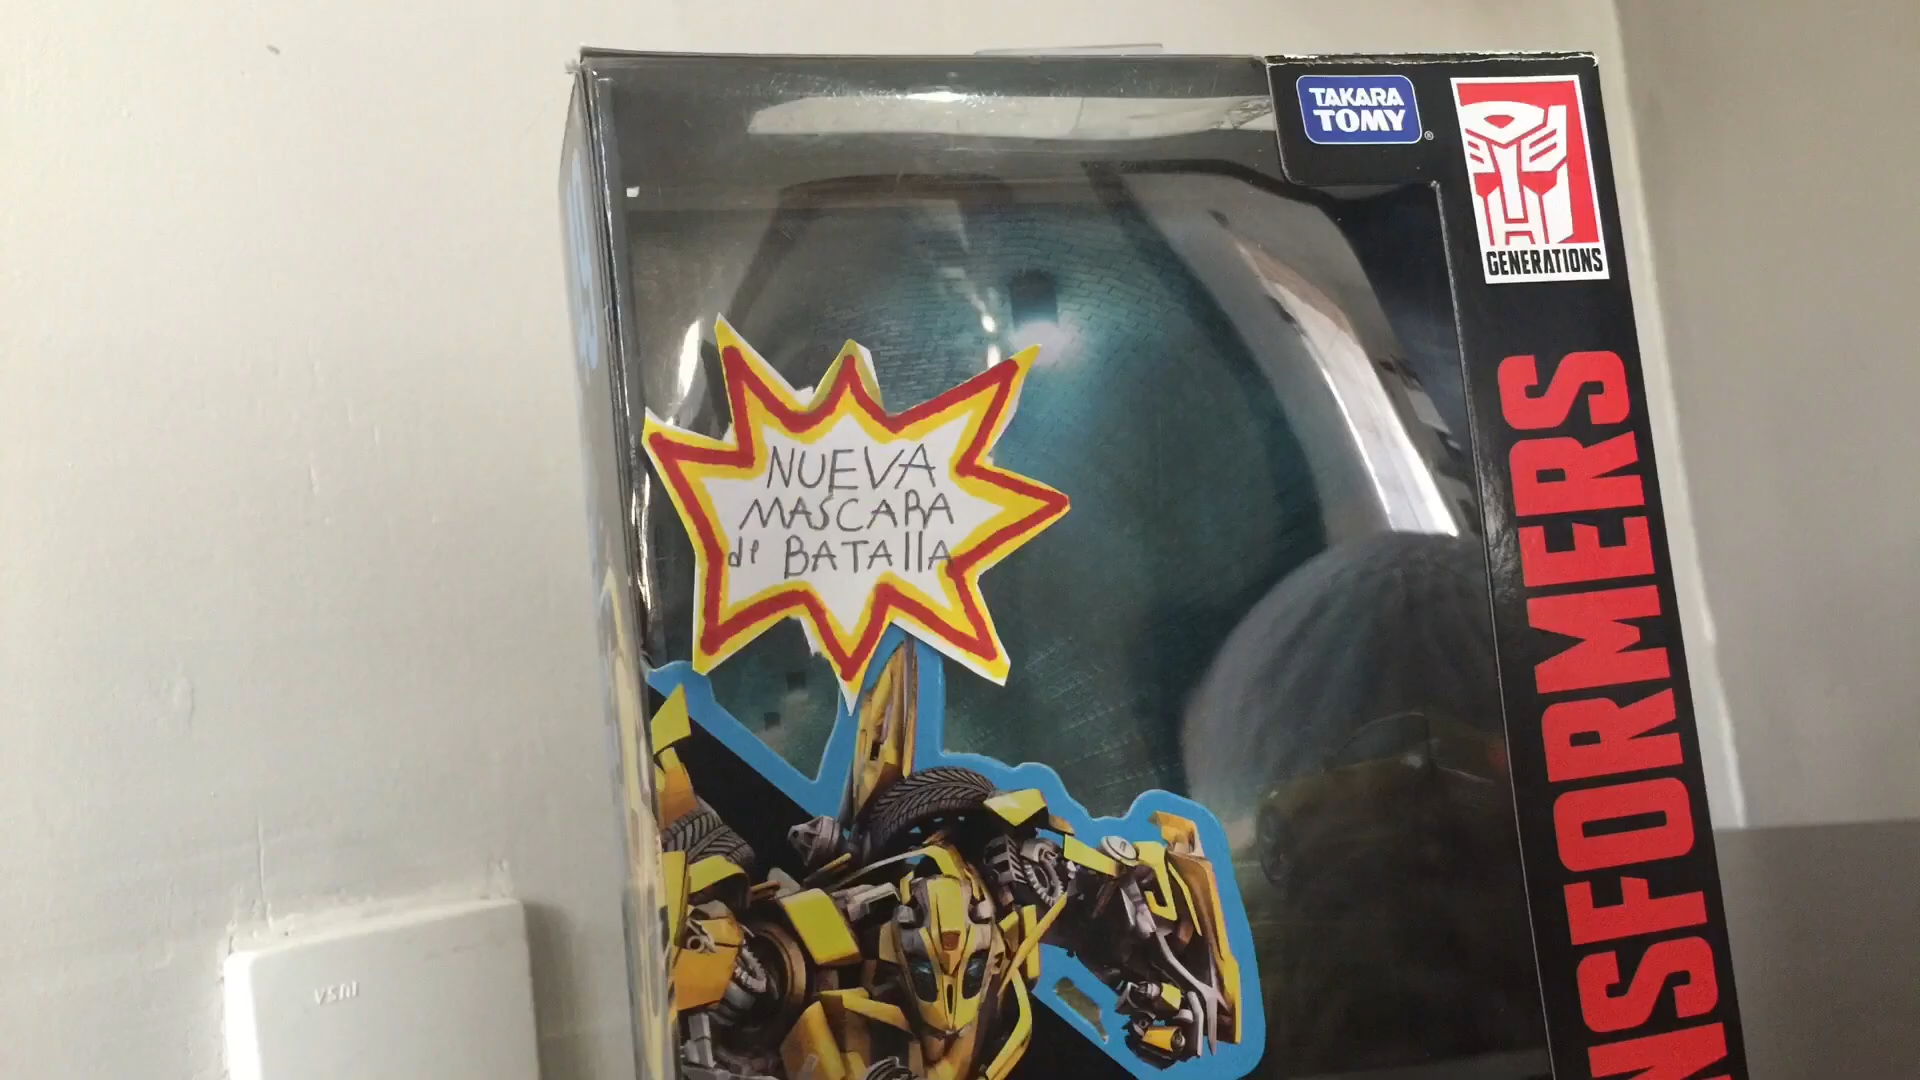 TAKARA
TOMY
®
GENERATIONS
NUEVA
MASCARA
de BATAllA
NSFORMERS